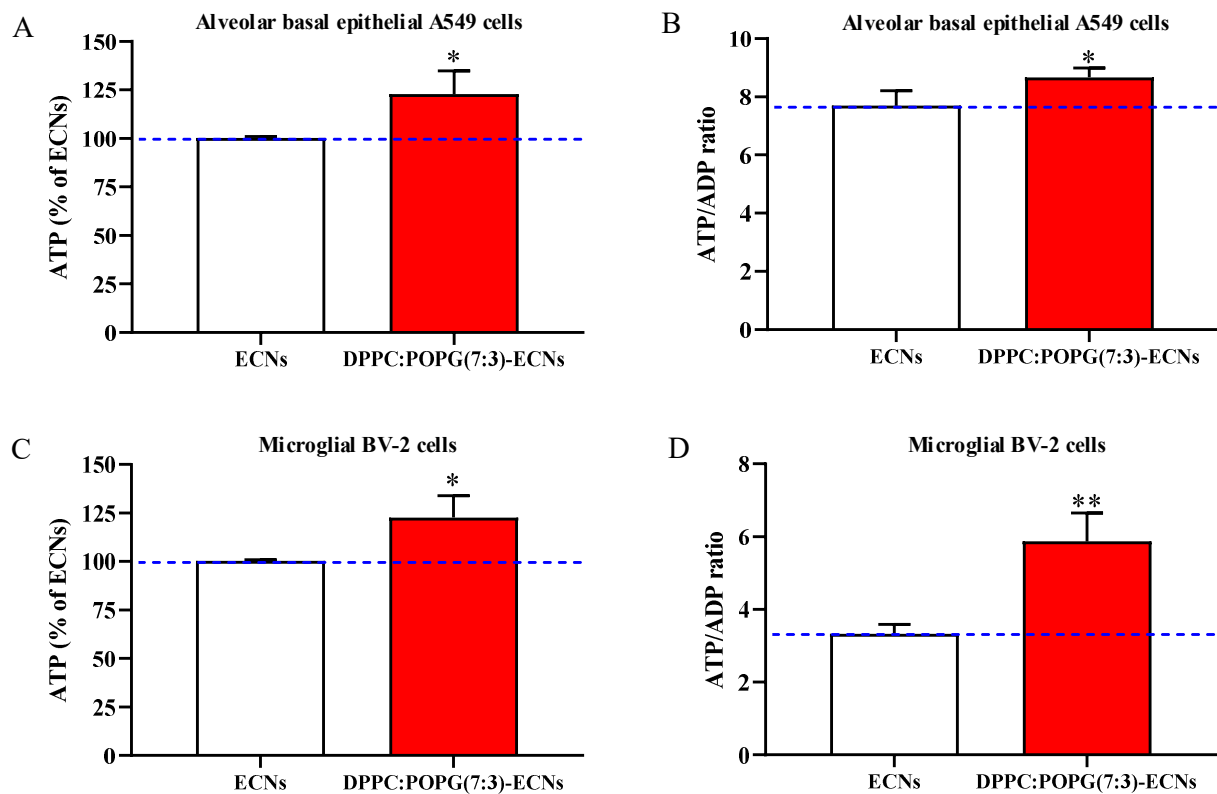 A
Alveolar basal epithelial A549 cells
ATP (% of ECNs)
150
125
100
75
50
25
0
*
ECNs
DPPC:POPG(7:3)-ECNs
B
Alveolar basal epithelial A549 cells
ATP/ADP ratio
10
8
6
4
2
0
*
ECNs
DPPC:POPG(7:3)-ECNs
C
Microglial BV-2 cells
ATP (% of ECNs)
150
125
100
75
50
25
0
*
ECNs
DPPC:POPG(7:3)-ECNs
D
Microglial BV-2 cells
ATP/ADP ratio
8
6
4
2
0
**
ECNs
DPPC:POPG(7:3)-ECNs